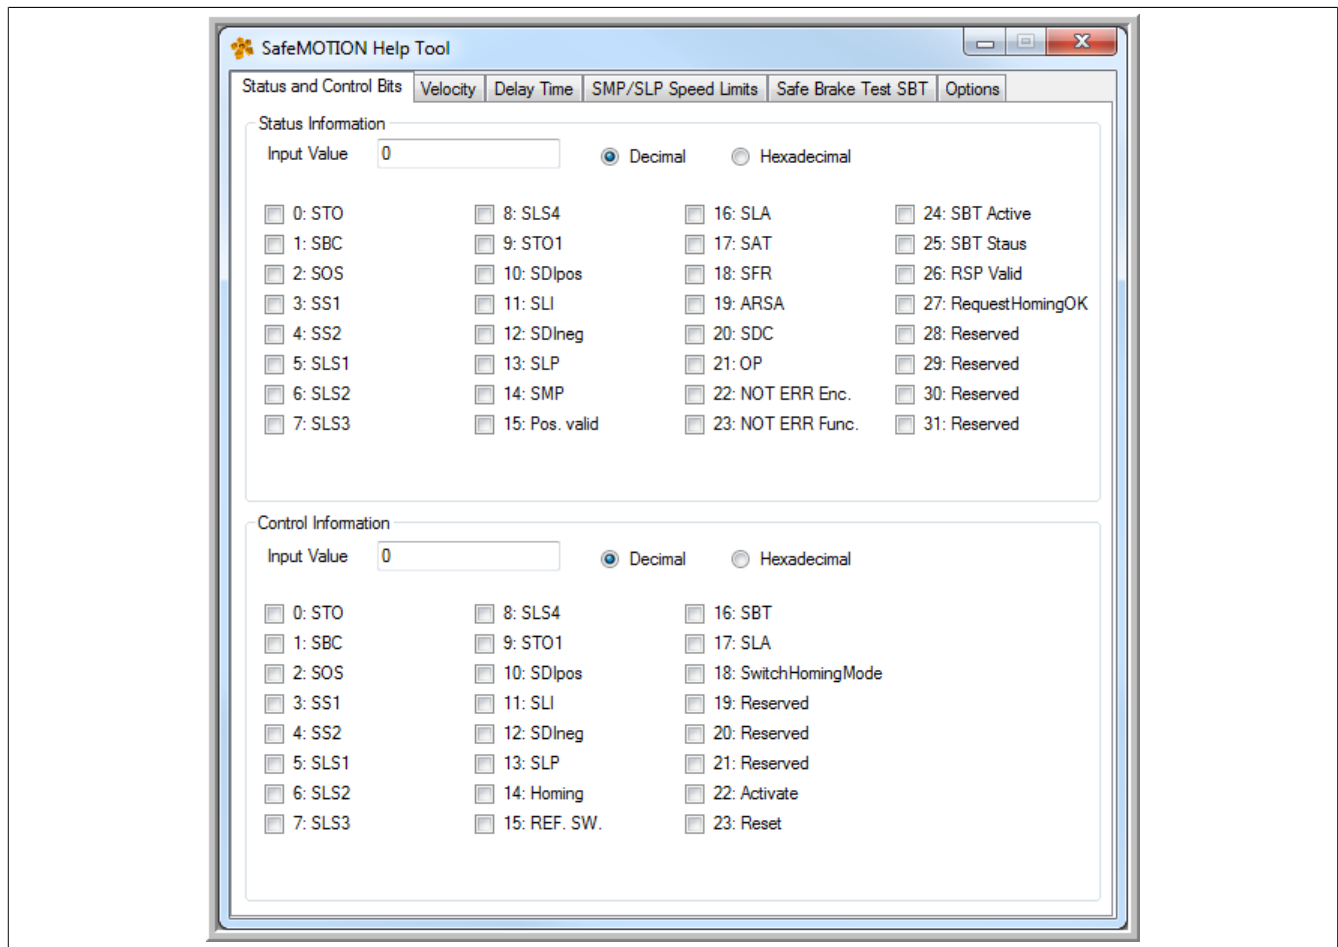 SafeMOTION Help Tool
Status and Control Bits Velocity Delay Time SMP/SLP Speed Limits Safe Brake Test SBT Options
Status Information
Input Value 0 Decimal Hexadecimal
0: STO 8: SLS4 16: SLA 24: SBT Active
1: SBC 9: STO1 17: SAT 25: SBT Staus
2: SOS 10: SDIpos 18: SFR 26: RSP Valid
3: SS1 11: SLI 19: ARSA 27: RequestHomingOK
4: SS2 12: SDIneg 20: SDC 28: Reserved
5: SLS1 13: SLP 21: OP 29: Reserved
6: SLS2 14: SMP 22: NOT ERR Enc. 30: Reserved
7: SLS3 15: Pos. valid 23: NOT ERR Func. 31: Reserved
Control Information
Input Value 0 Decimal Hexadecimal
0: STO 8: SLS4 16: SBT
1: SBC 9: STO1 17: SLA
2: SOS 10: SDIpos 18: SwitchHomingMode
3: SS1 11: SLI 19: Reserved
4: SS2 12: SDIneg 20: Reserved
5: SLS1 13: SLP 21: Reserved
6: SLS2 14: Homing 22: Activate
7: SLS3 15: REF. SW. 23: Reset